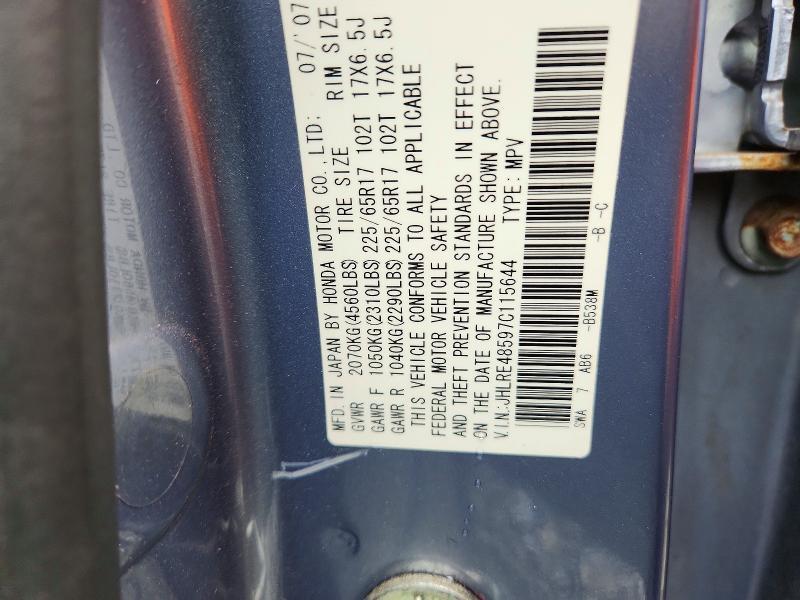 MFD. IN JAPAN BY HONDA MOTOR CO., LTD: 07/'07
GVWR 2070KG(4560LBS) TIRE SIZE RIM SIZE
GAWR F 1050KG(2310LBS) 225/65R17 102T 17X6.5J
GAWR R 1040KG(2290LBS) 225/65R17 102T 17X6.5J
THIS VEHICLE CONFORMS TO ALL APPLICABLE
FEDERAL MOTOR VEHICLE SAFETY
AND THEFT PREVENTION STANDARDS IN EFFECT
ON THE DATE OF MANUFACTURE SHOWN ABOVE.
V.I.N.:JHLRE48597C115644 TYPE: MPV
SWA 7 AB6 -B538M -B -C